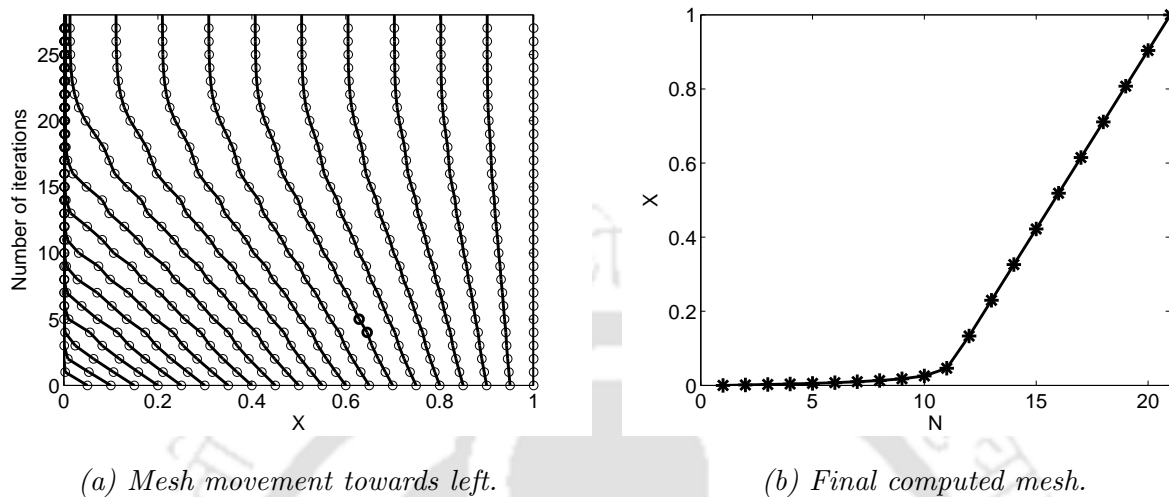 25
20
15
10
5
0
Number of iterations
0 0.2 0.4 0.6 0.8 1
X
(a) Mesh movement towards left.
1
0.8
0.6
0.4
0.2
0
X
0 5 10 15 20
N
(b) Final computed mesh.